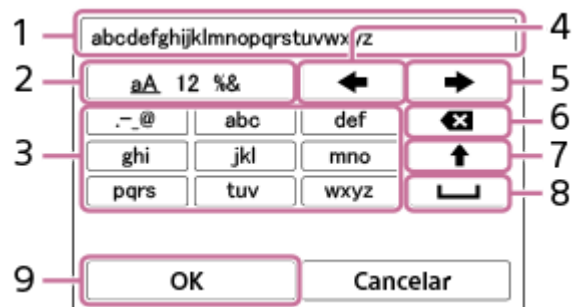 1 abcdefghijklmnopqrstuvwxyz 4
2 aA 12 %& 5
.-_@ abc def 6
3 ghi jkl mno 7
pqrs tuv wxyz 8
9 OK Cancelar